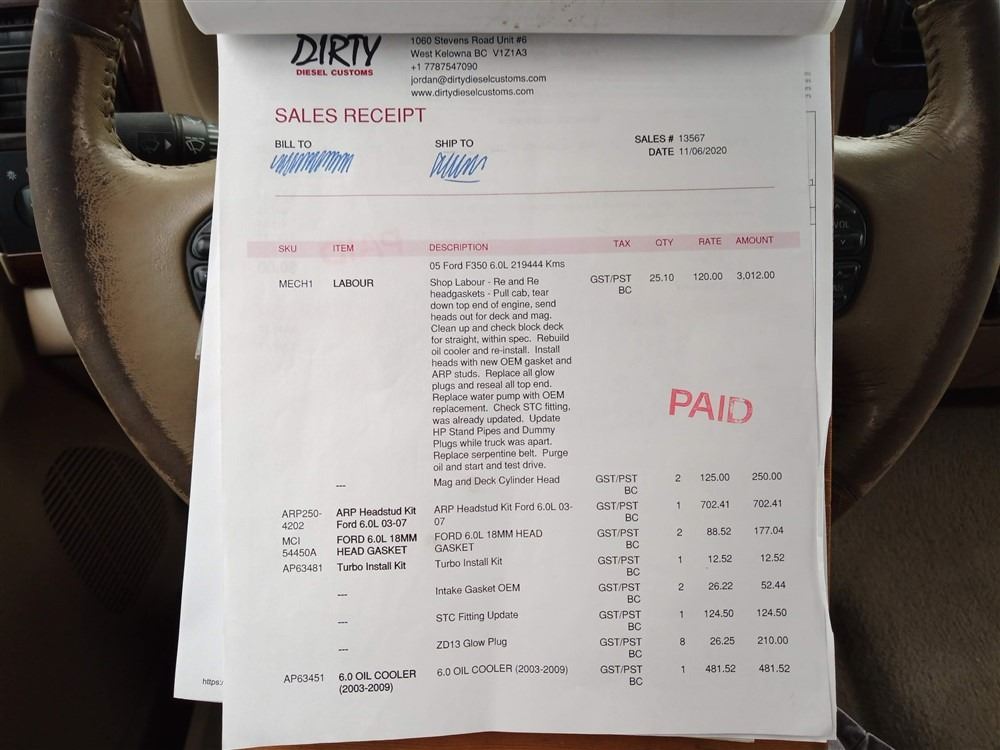 DIRTY
DIESEL CUSTOMS
1060 Stevens Road Unit #6
West Kelowna BC V1Z1A3
+1 7787547090
jordan@dirtydieselcustoms.com
www.dirtydieselcustoms.com
SALES RECEIPT
BILL TO
SHIP TO
SALES # 13567
DATE 11/06/2020
SKU ITEM DESCRIPTION TAX QTY RATE AMOUNT
05 Ford F350 6.0L 219444 Kms
MECH1 LABOUR Shop Labour - Re and Re GST/PST 25.10 120.00 3,012.00
headgaskets - Pull cab, tear BC
down top end of engine, send
heads out for deck and mag.
Clean up and check block deck
for straight, within spec. Rebuild
oil cooler and re-install. Install
heads with new OEM gasket and
ARP studs. Replace all glow
plugs and reseal all top end.
Replace water pump with OEM
replacement. Check STC fitting,
was already updated. Update
HP Stand Pipes and Dummy
Plugs while truck was apart.
Replace serpentine belt. Purge
oil and start and test drive.
PAID
--- Mag and Deck Cylinder Head GST/PST 2 125.00 250.00
BC
ARP250- ARP Headstud Kit ARP Headstud Kit Ford 6.0L 03- GST/PST 1 702.41 702.41
4202 Ford 6.0L 03-07 07 BC
MCI FORD 6.0L 18MM FORD 6.0L 18MM HEAD GST/PST 2 88.52 177.04
54450A HEAD GASKET GASKET BC
AP63481 Turbo Install Kit Turbo Install Kit GST/PST 1 12.52 12.52
BC
--- Intake Gasket OEM GST/PST 2 26.22 52.44
BC
--- STC Fitting Update GST/PST 1 124.50 124.50
BC
--- ZD13 Glow Plug GST/PST 8 26.25 210.00
BC
AP63451 6.0 OIL COOLER 6.0 OIL COOLER (2003-2009) GST/PST 1 481.52 481.52
(2003-2009) BC
https:
VOL